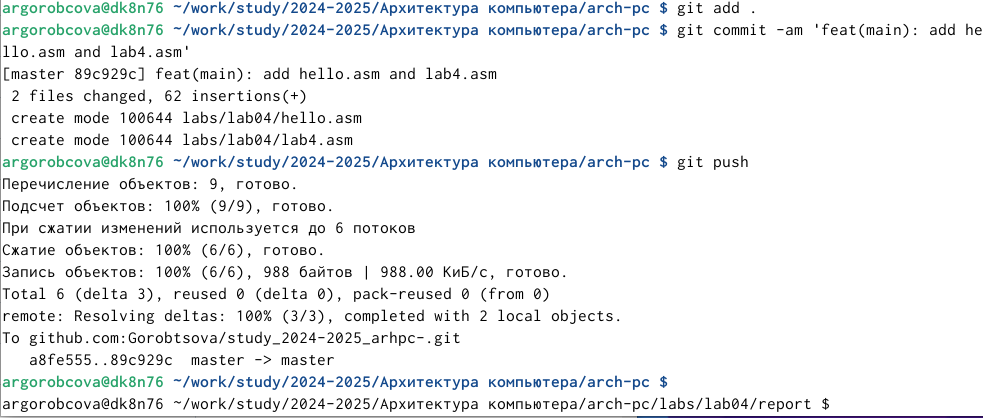 argorobcova@dk8n76 ~/work/study/2024-2025/Архитектура компьютера/arch-pc $ git add .
argorobcova@dk8n76 ~/work/study/2024-2025/Архитектура компьютера/arch-pc $ git commit -am 'feat(main): add he
llo.asm and lab4.asm'
[master 89c929c] feat(main): add hello.asm and lab4.asm
 2 files changed, 62 insertions(+)
 create mode 100644 labs/lab04/hello.asm
 create mode 100644 labs/lab04/lab4.asm
argorobcova@dk8n76 ~/work/study/2024-2025/Архитектура компьютера/arch-pc $ git push
Перечисление объектов: 9, готово.
Подсчет объектов: 100% (9/9), готово.
При сжатии изменений используется до 6 потоков
Сжатие объектов: 100% (6/6), готово.
Запись объектов: 100% (6/6), 988 байтов | 988.00 КиБ/с, готово.
Total 6 (delta 3), reused 0 (delta 0), pack-reused 0 (from 0)
remote: Resolving deltas: 100% (3/3), completed with 2 local objects.
To github.com:Gorobtsova/study_2024-2025_arhpc-.git
   a8fe555..89c929c  master -> master
argorobcova@dk8n76 ~/work/study/2024-2025/Архитектура компьютера/arch-pc $
argorobcova@dk8n76 ~/work/study/2024-2025/Архитектура компьютера/arch-pc/labs/lab04/report $